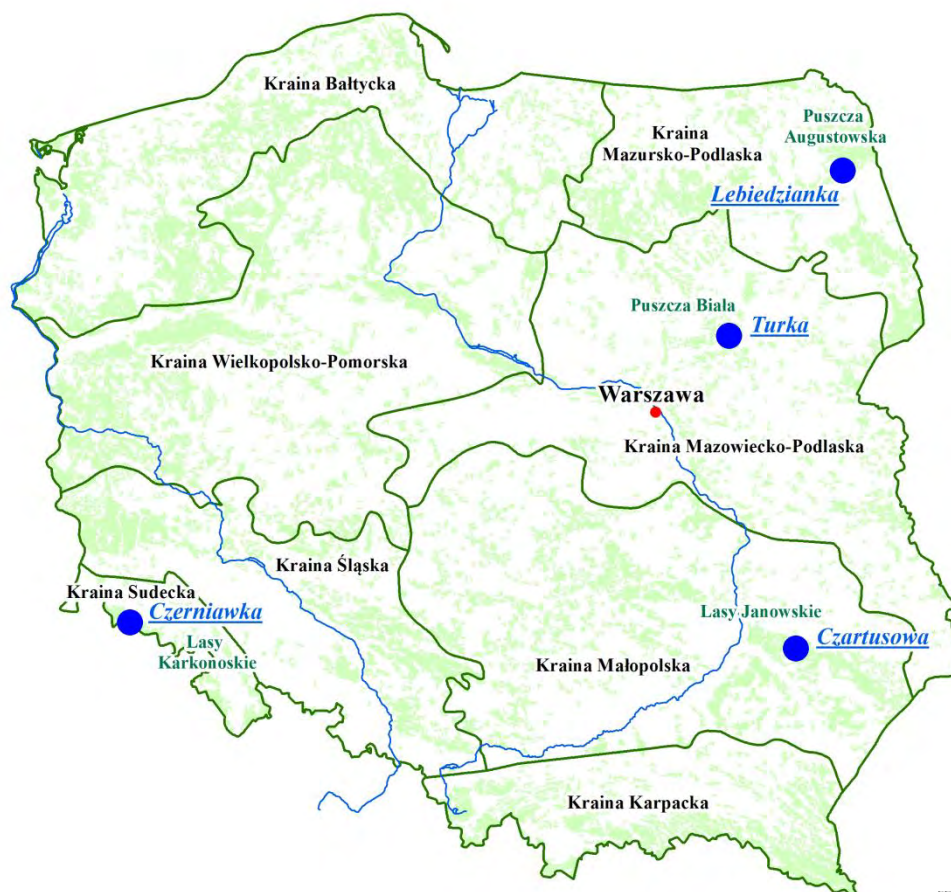 Kraina Bałtycka
Puszcza
Augustowska
Kraina
Mazursko-Podlaska
Lebiedzianka
Puszcza Biała
Turka
Kraina Wielkopolsko-Pomorska
Warszawa
Kraina Mazowiecko-Podlaska
Kraina Śląska
Kraina Sudecka
Czerniawka
Lasy
Karkonoskie
Lasy Janowskie
Czartusowa
Kraina Małopolska
Kraina Karpacka